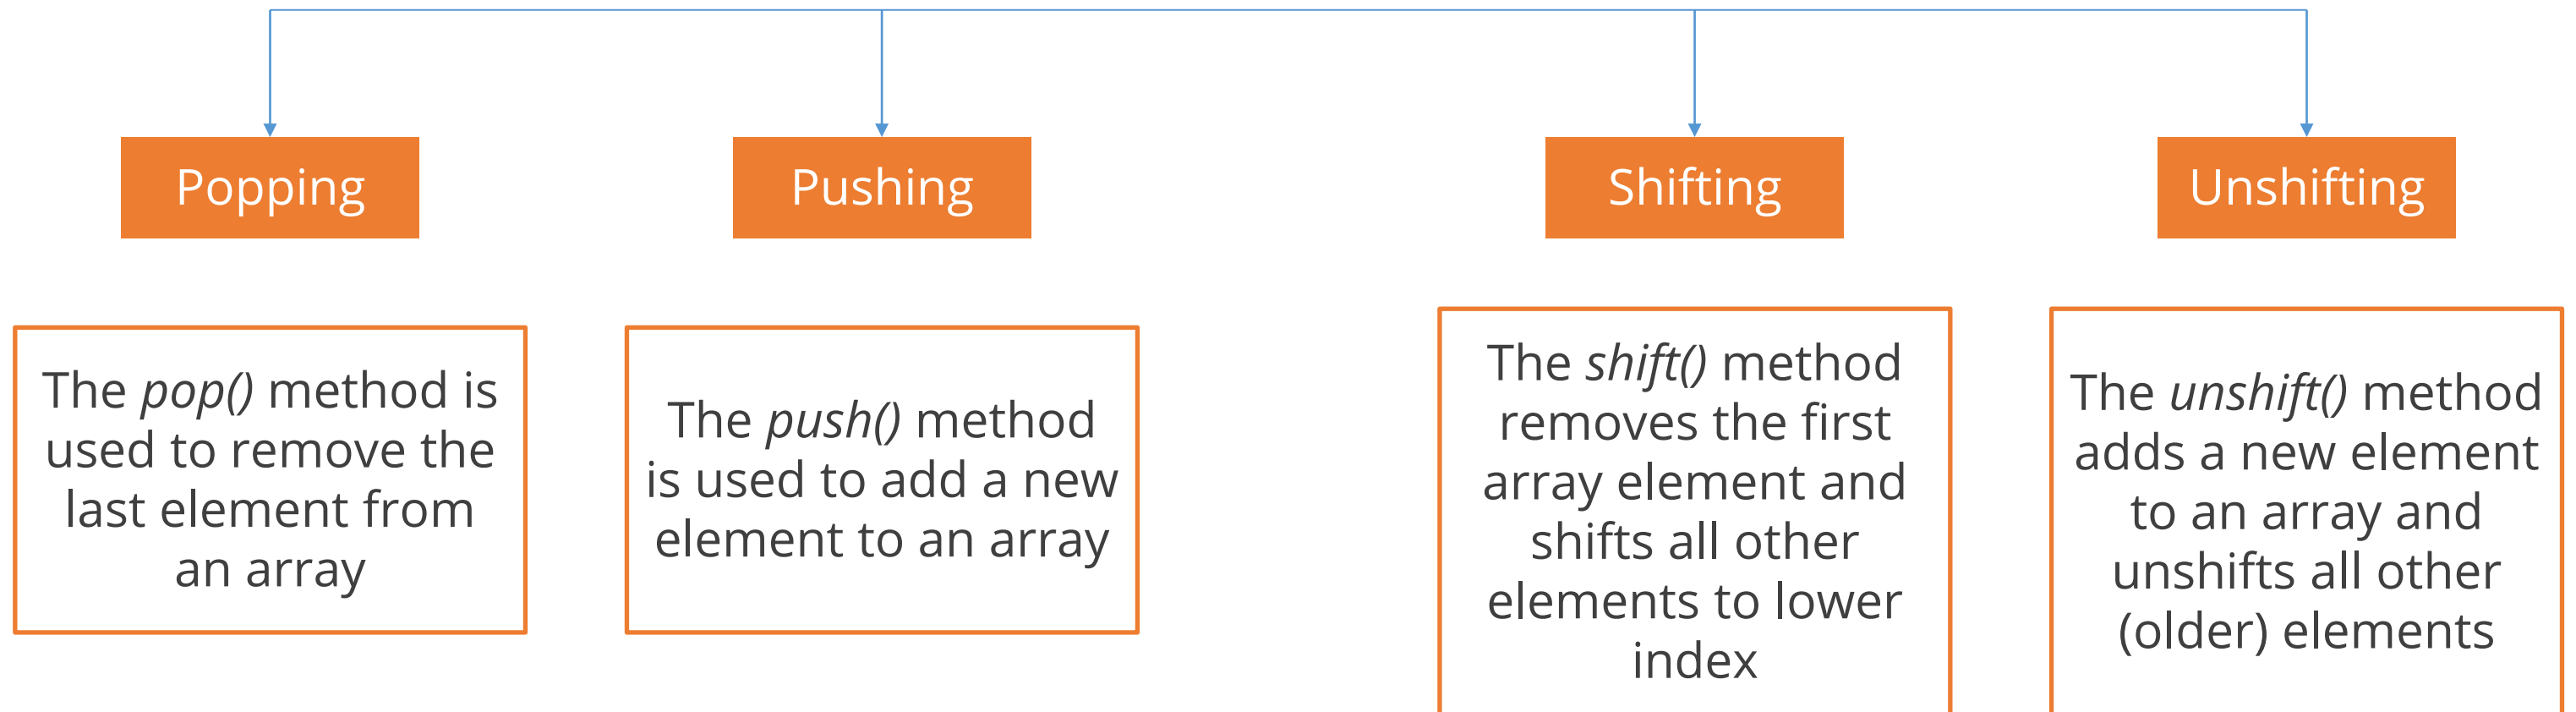 Popping
Pushing
Shifting
Unshifting
The pop() method is
used to remove the
last element from
an array
The push() method
is used to add a new
element to an array
The shift() method
removes the first
array element and
shifts all other
elements to lower
index
The unshift() method
adds a new element
to an array and
unshifts all other
(older) elements